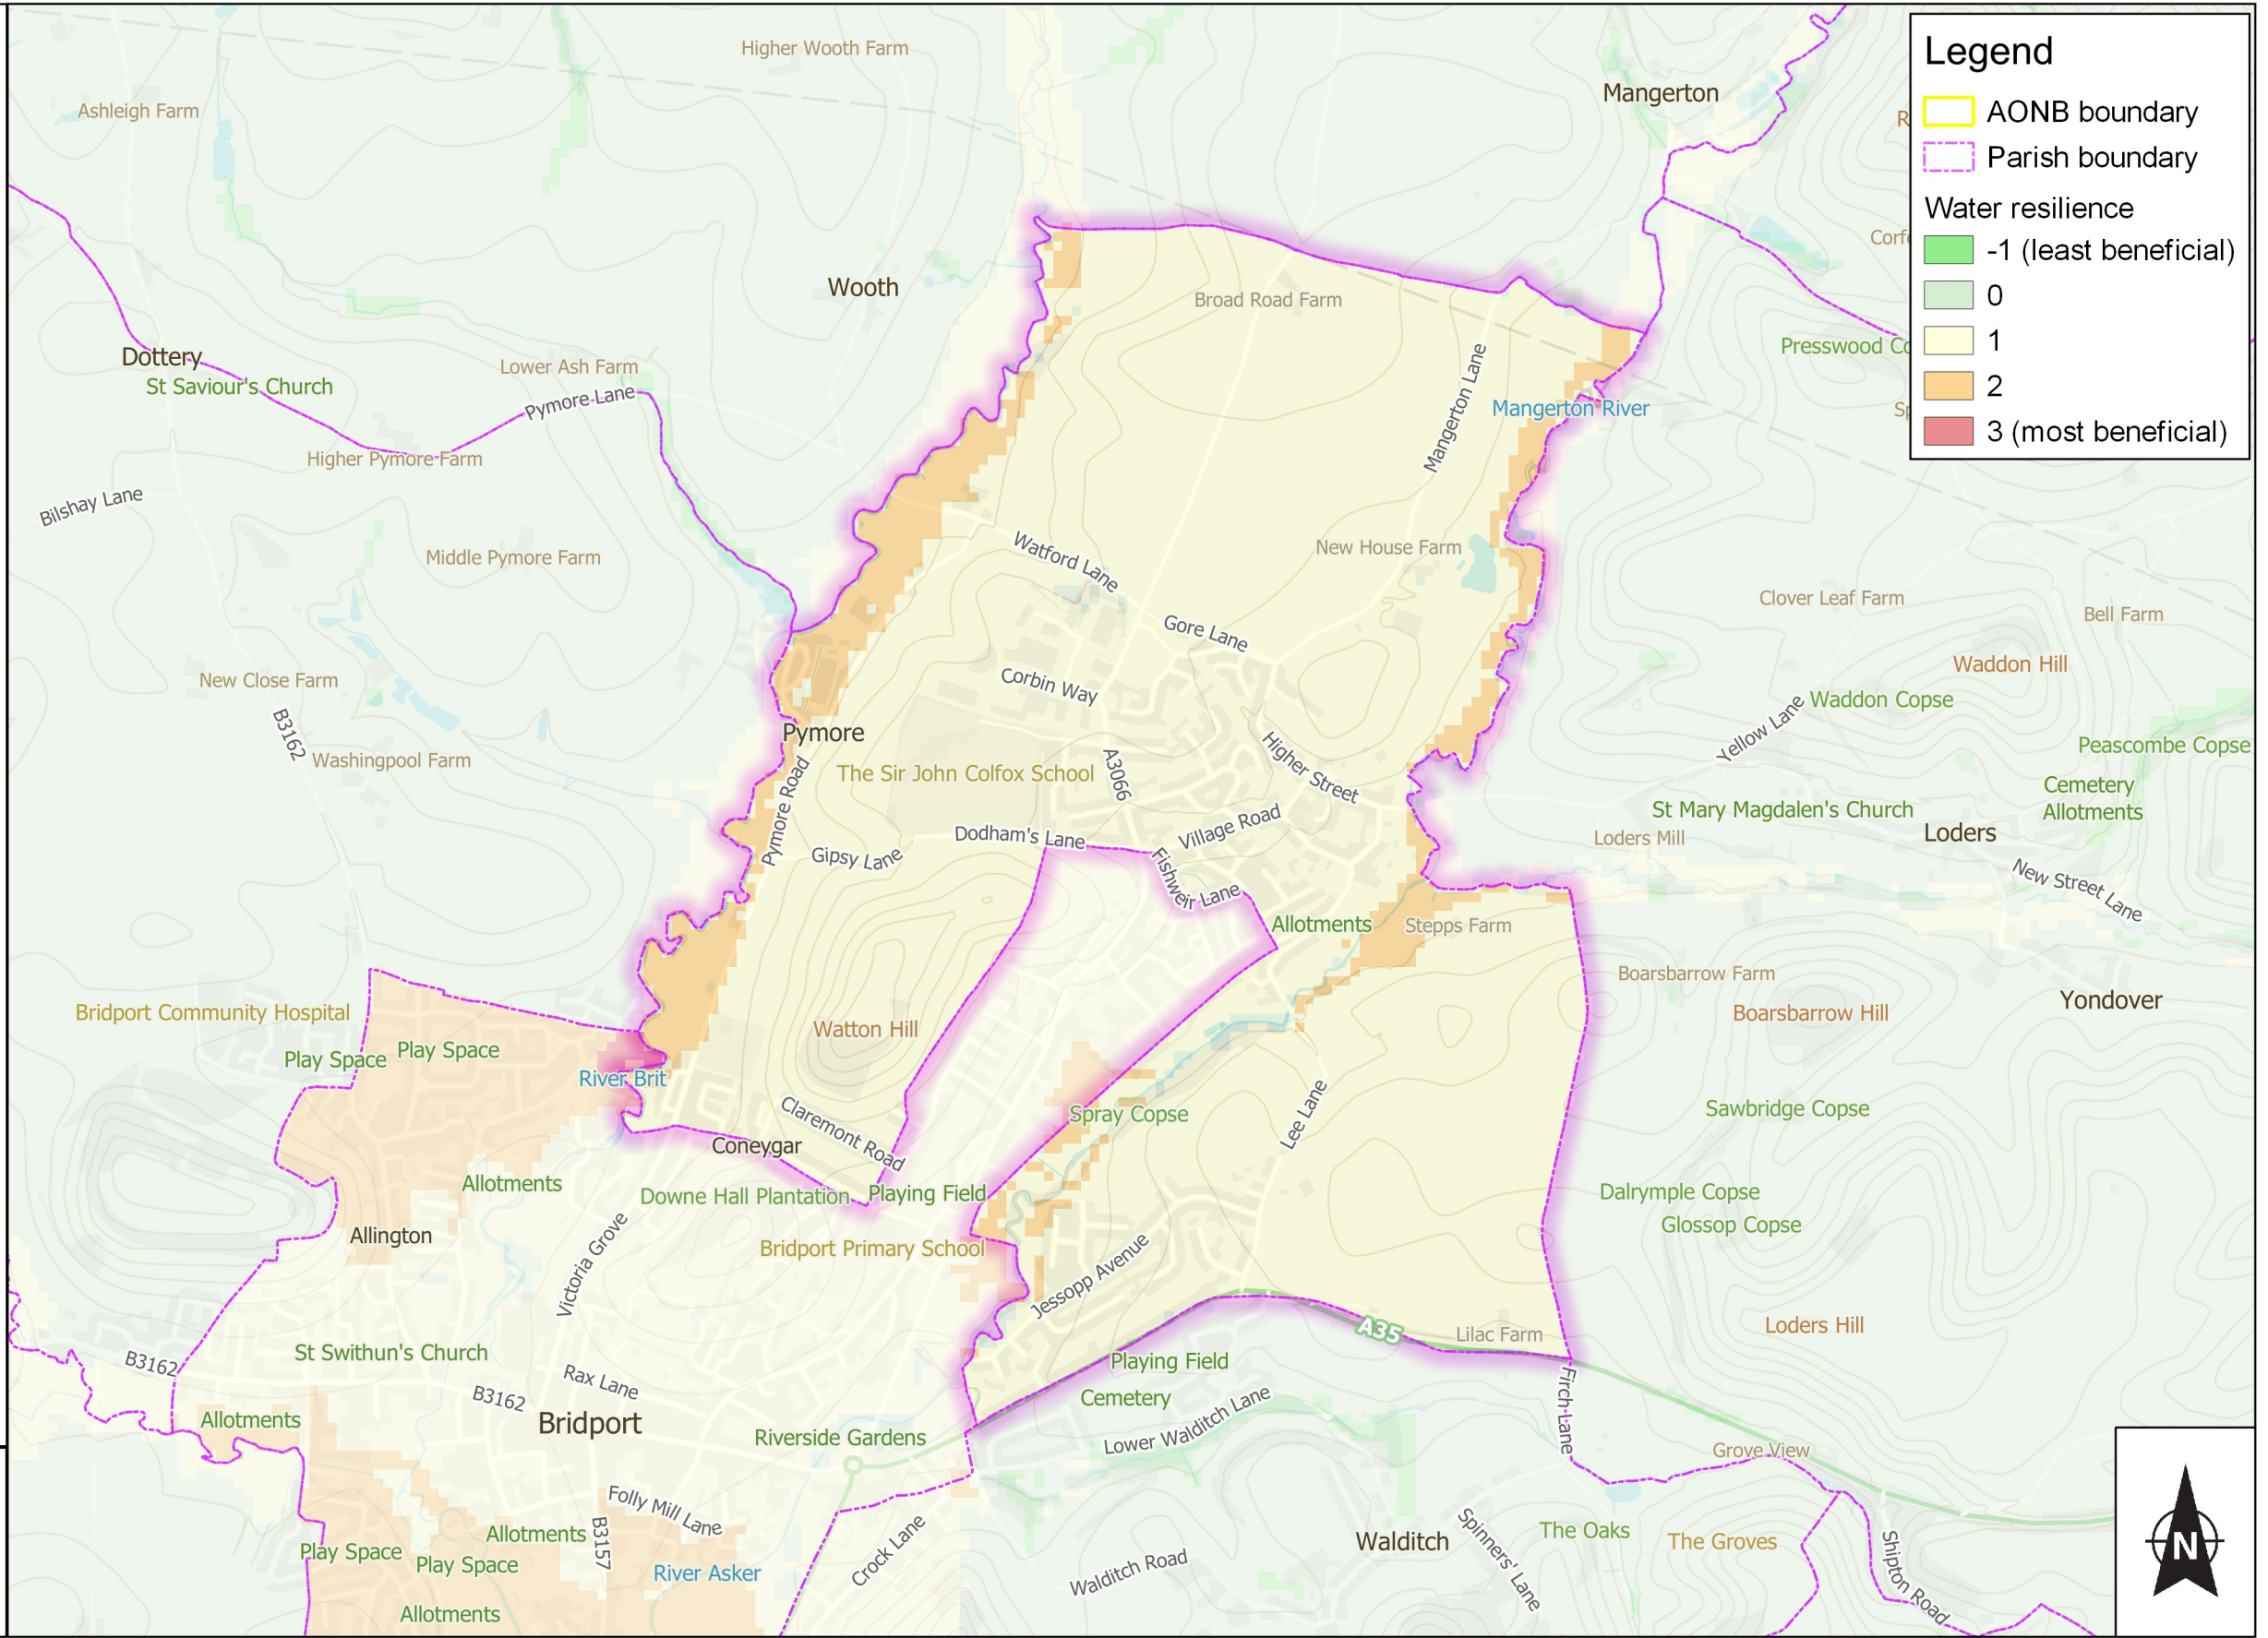 Higher Wooth Farm
Mangerton
Ashleigh Farm
Legend
AONB boundary
Parish boundary
Water resilience
-1 (least beneficial)
0
1
2
3 (most beneficial)
R
Corfe
Presswood Co
Sp
Wooth
Broad Road Farm
Dottery
St Saviour's Church
Lower Ash Farm
Pymore Lane
Mangerton Lane
Mangerton River
Higher Pymore Farm
Bilshay Lane
Middle Pymore Farm
Watford Lane
New House Farm
Clover Leaf Farm
Bell Farm
Gore Lane
Waddon Hill
New Close Farm
Corbin Way
Waddon Copse
B3162
Yellow Lane
Pymore
Peascombe Copse
Washingpool Farm
The Sir John Colfox School
A3066
Higher Street
Cemetery
Allotments
St Mary Magdalen's Church
Pymore Road
Dodham's Lane
Village Road
Loders Mill
Loders
Gipsy Lane
Fishweir Lane
New Street Lane
Allotments
Stepps Farm
Boarsbarrow Farm
Bridport Community Hospital
Watton Hill
Boarsbarrow Hill
Yondover
Play Space
Play Space
River Brit
Spray Copse
Lee Lane
Sawbridge Copse
Claremont Road
Coneygar
Allotments
Downe Hall Plantation
Playing Field
Dalrymple Copse
Glossop Copse
Allington
Victoria Grove
Bridport Primary School
Jessopp Avenue
A35
Lilac Farm
Loders Hill
B3162
St Swithun's Church
Rax Lane
Playing Field
Cemetery
B3162
Firch Lane
Allotments
Bridport
Riverside Gardens
Lower Walditch Lane
Grove View
Folly Mill Lane
Allotments
B3157
Crock Lane
Walditch
Spinners' Lane
The Oaks
The Groves
Shipton Road
Play Space
Play Space
River Asker
Walditch Road
Allotments
N